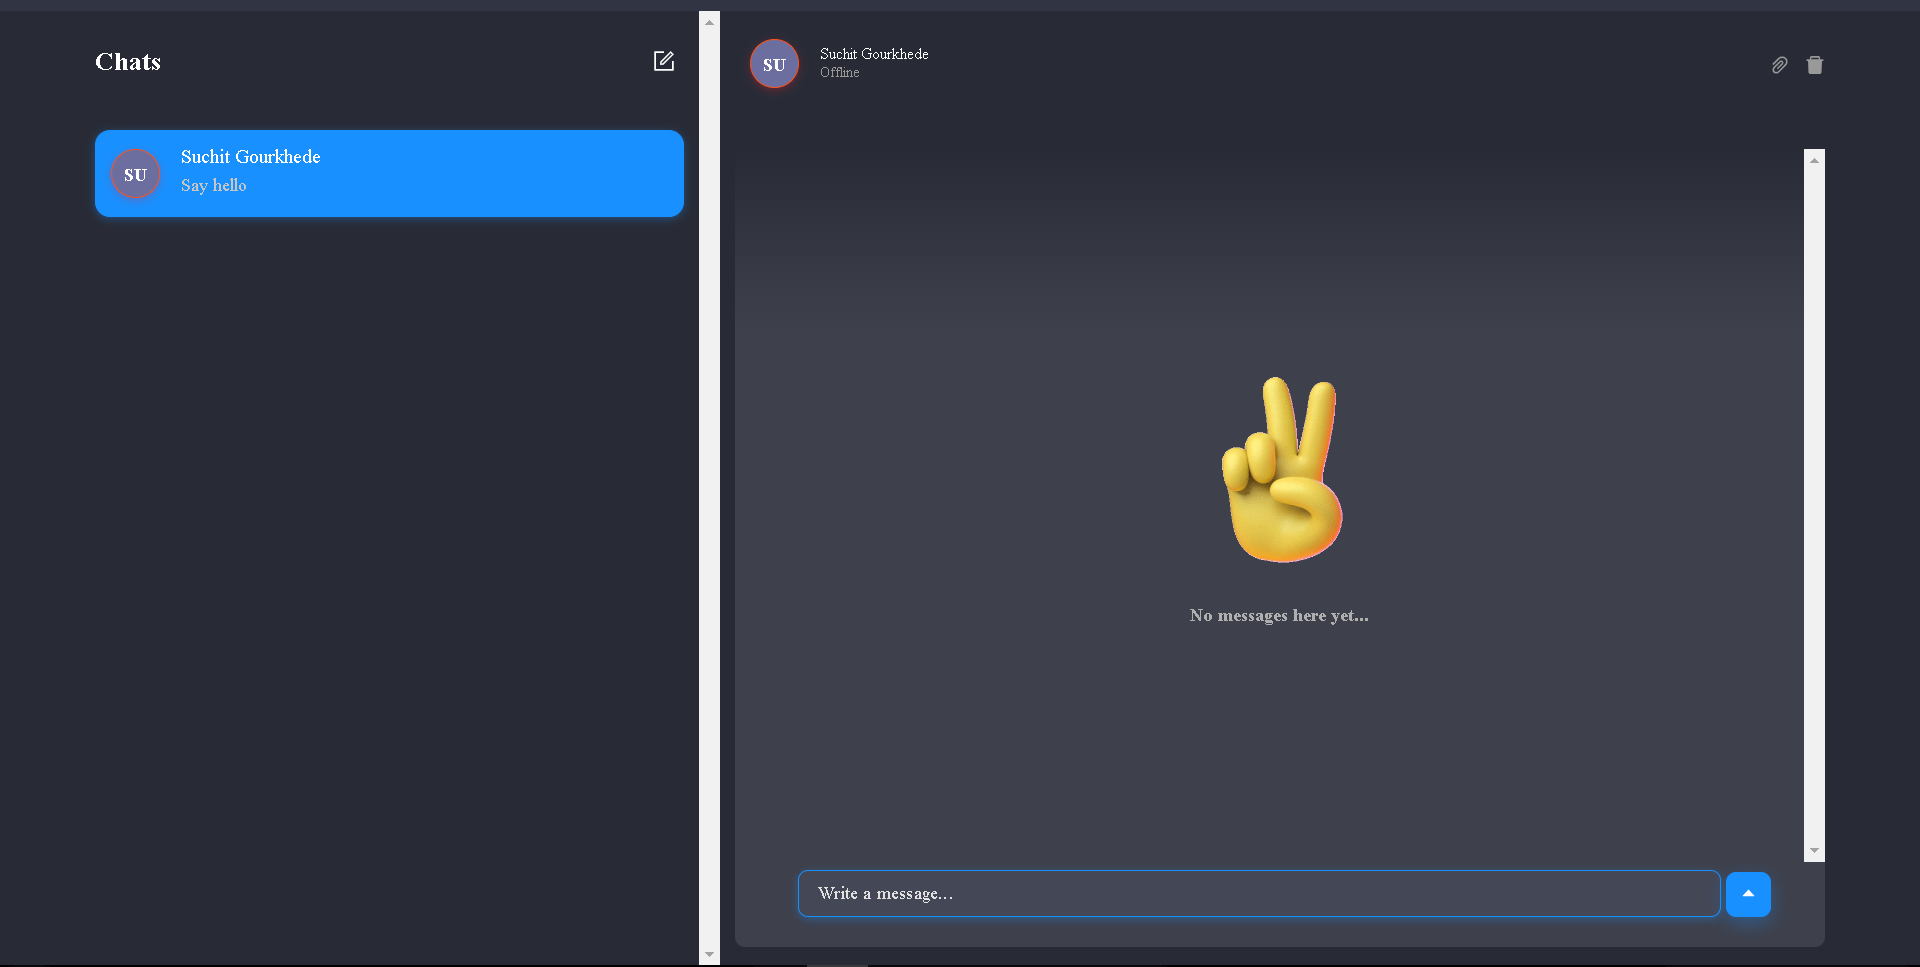 Chats
SU
Suchit Gourkhede
Say hello
SU
Suchit Gourkhede
Offline
No messages here yet...
Write a message...